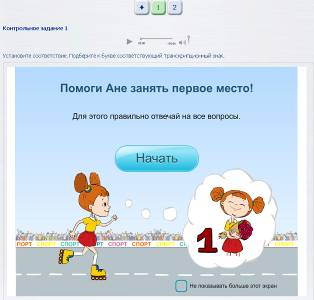 1 2
Контрольное задание 1
Установите соответствие. Подберите к букве соответствующий транскрипционный знак.
Помоги Ане занять первое место!
Для этого правильно отвечай на все вопросы.
Начать
1
СПОРТ СПОРТ СПОРТ СПОРТ СПОРТ СПОРТ
Не показывать больше этот экран